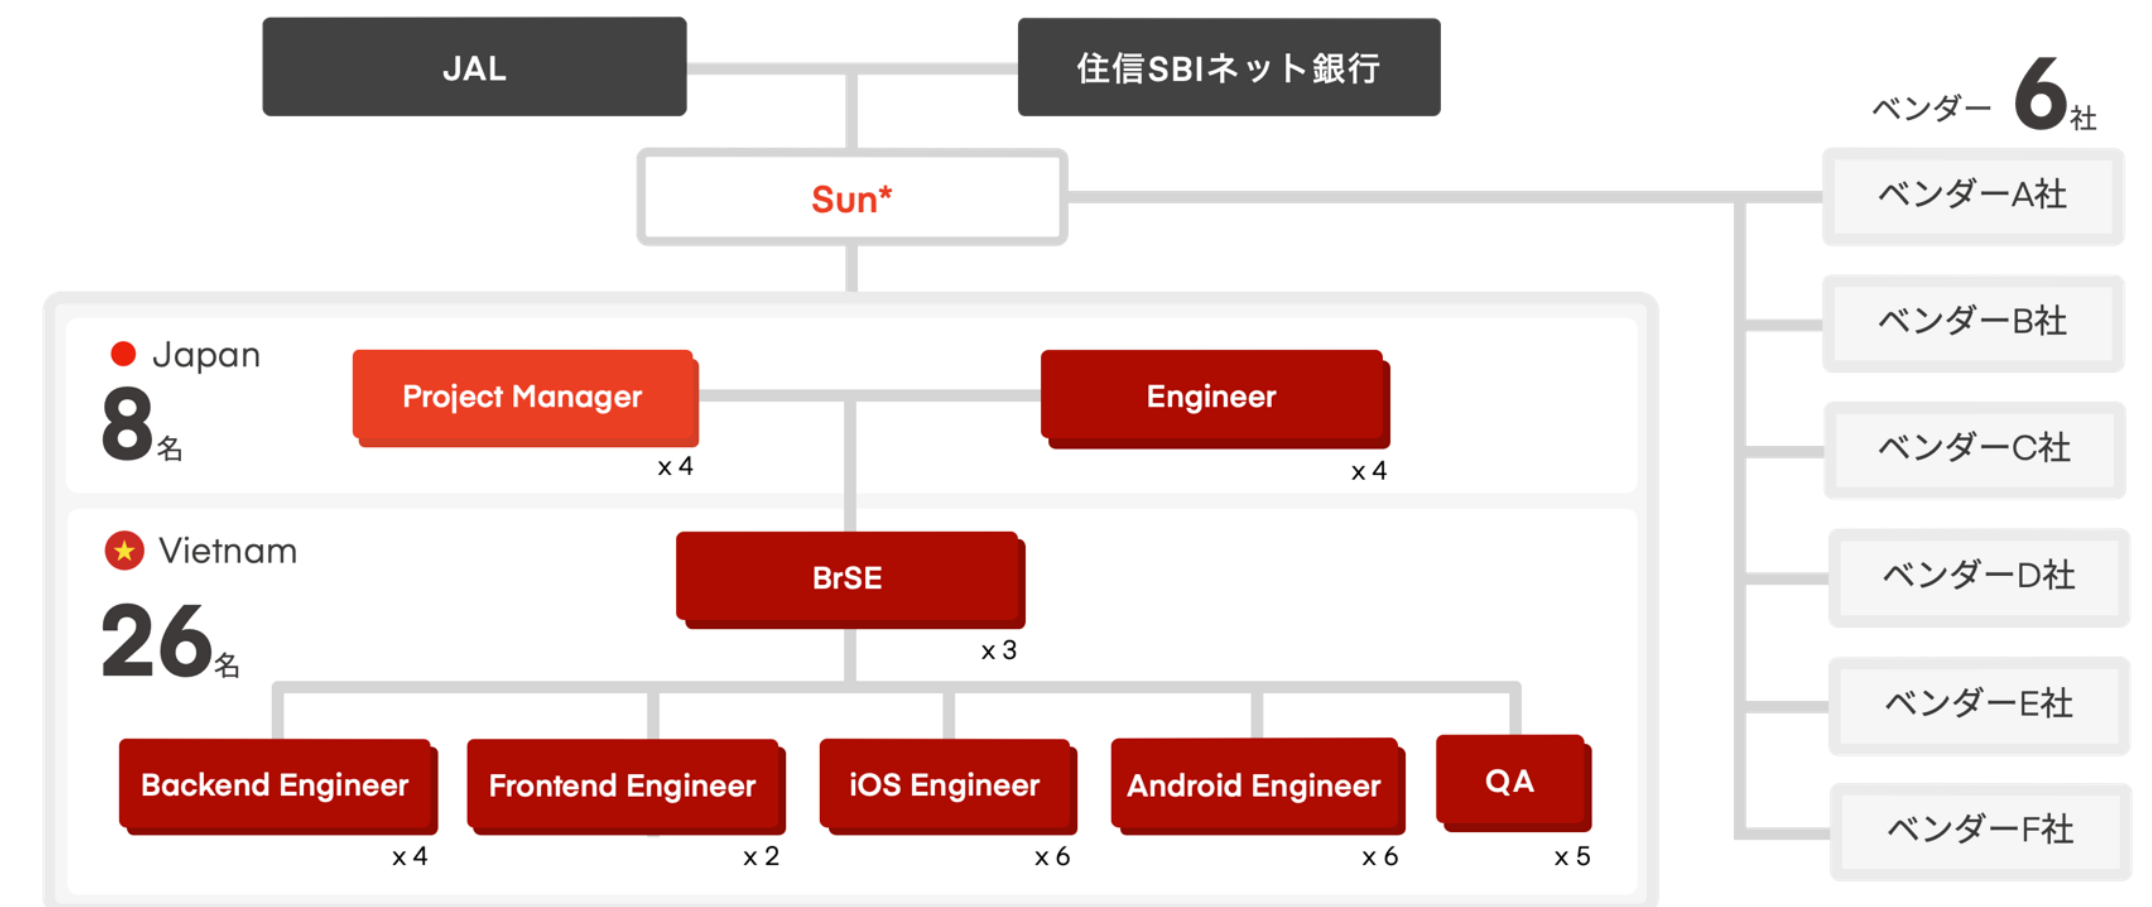 JAL
住信SBIネット銀行
ベンダー 6社
Sun*
ベンダーA社
ベンダーB社
ベンダーC社
ベンダーD社
ベンダーE社
ベンダーF社
Japan
8名
Project Manager
x 4
Engineer
x 4
Vietnam
26名
BrSE
x 3
Backend Engineer
x 4
Frontend Engineer
x 2
iOS Engineer
x 6
Android Engineer
x 6
QA
x 5